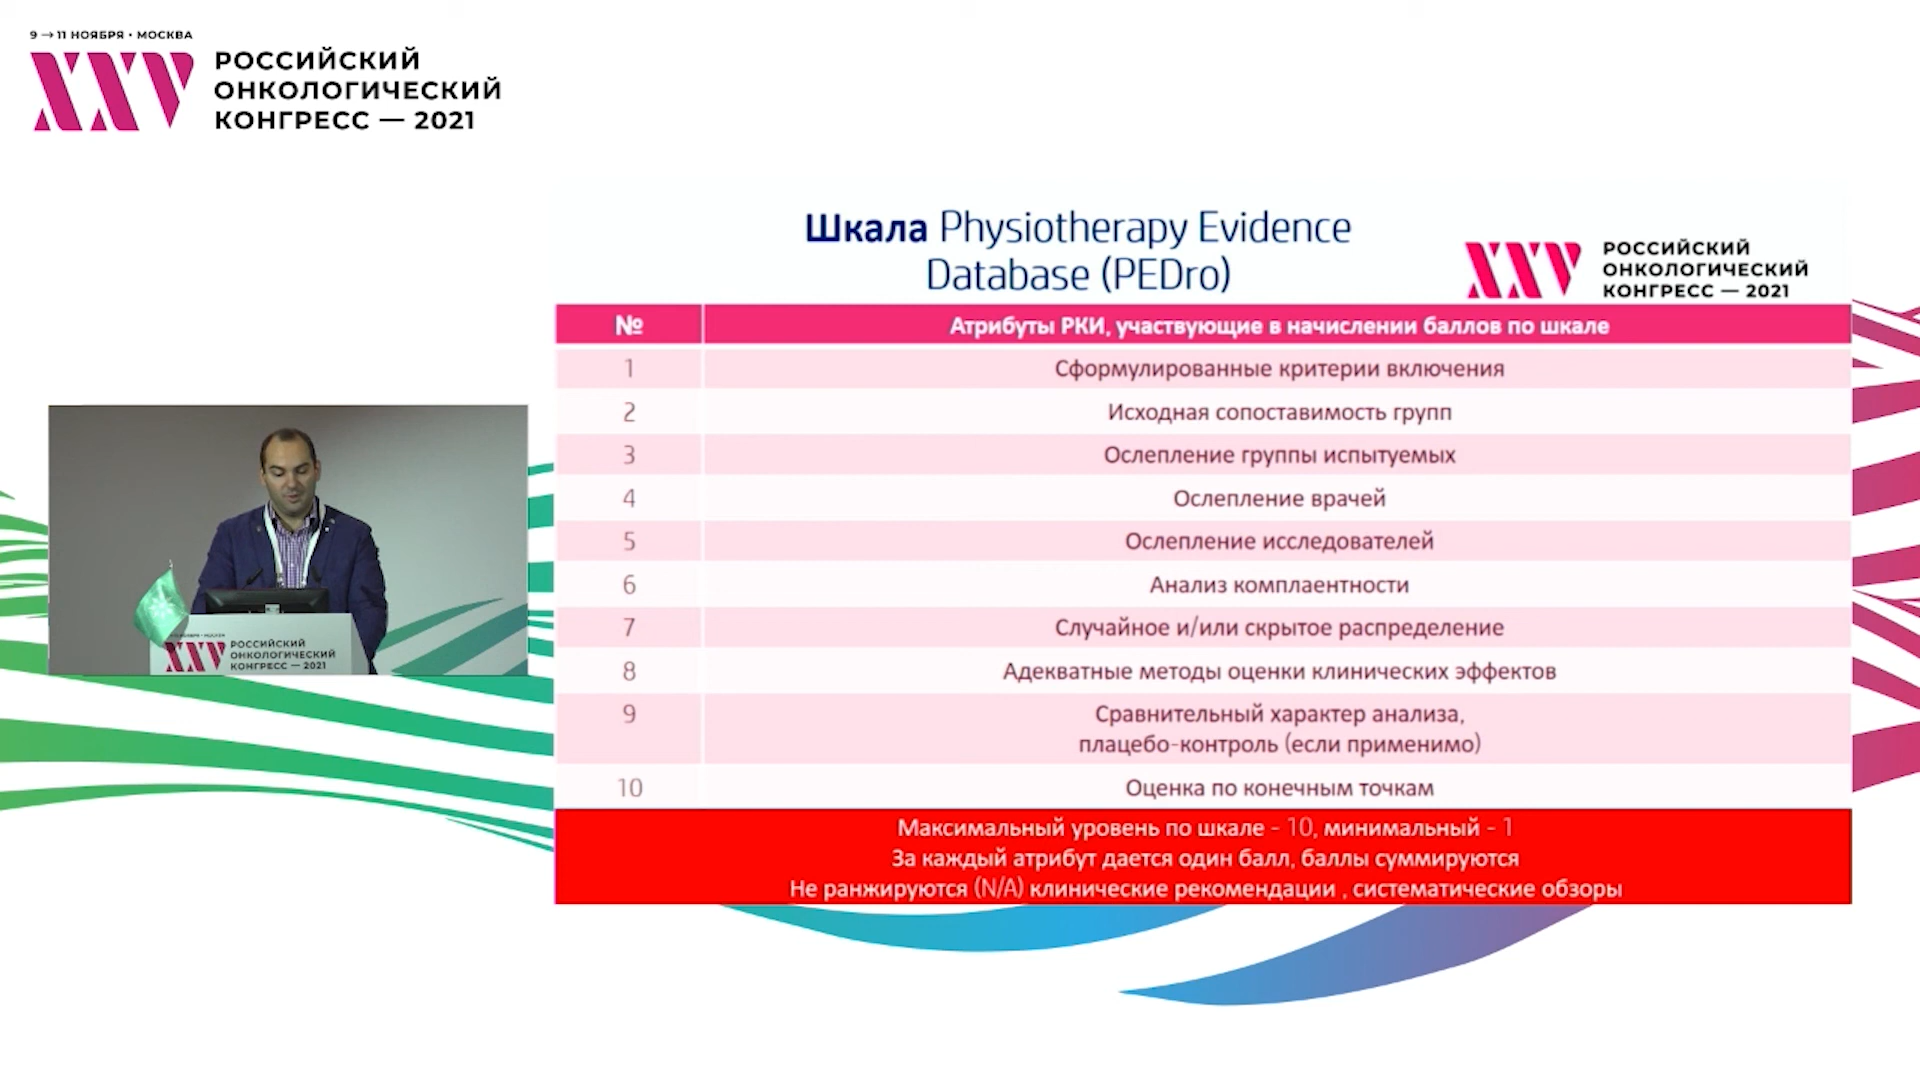 9 → 11 НОЯБРЯ • МОСКВА
XXV
РОССИЙСКИЙ
ОНКОЛОГИЧЕСКИЙ
КОНГРЕСС — 2021
Шкала Physiotherapy Evidence
Database (PEDro)
XXV
РОССИЙСКИЙ
ОНКОЛОГИЧЕСКИЙ
КОНГРЕСС — 2021
№ Атрибуты РКИ, участвующие в начислении баллов по шкале
1 Сформулированные критерии включения
2 Исходная сопоставимость групп
3 Ослепление группы испытуемых
4 Ослепление врачей
5 Ослепление исследователей
6 Анализ комплаентности
7 Случайное и/или скрытое распределение
8 Адекватные методы оценки клинических эффектов
9 Сравнительный характер анализа,
плацебо-контроль (если применимо)
10 Оценка по конечным точкам
Максимальный уровень по шкале - 10, минимальный - 1
За каждый атрибут дается один балл, баллы суммируются
Не ранжируются (N/A) клинические рекомендации , систематические обзоры
XXV
РОССИЙСКИЙ
ОНКОЛОГИЧЕСКИЙ
КОНГРЕСС — 2021